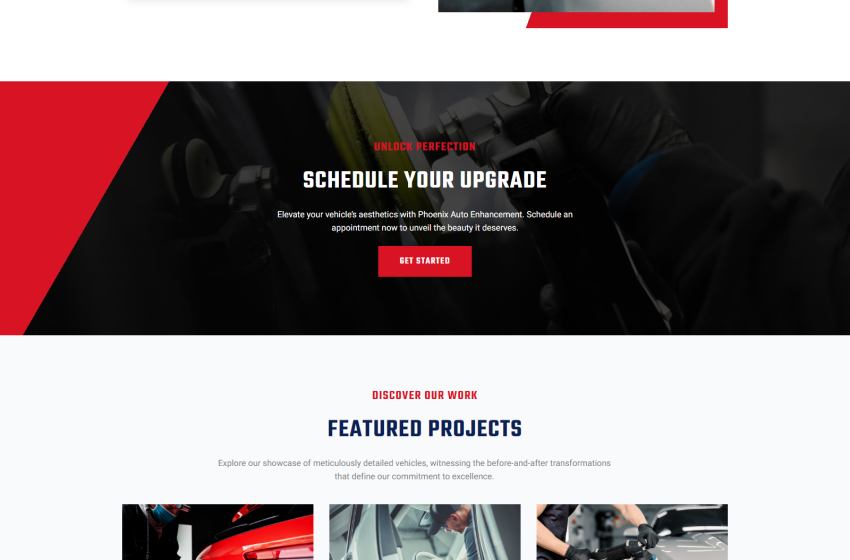 UNLOCK PERFECTION
SCHEDULE YOUR UPGRADE
Elevate your vehicle's aesthetics with Phoenix Auto Enhancement. Schedule an
appointment now to unveil the beauty it deserves.
GET STARTED
DISCOVER OUR WORK
FEATURED PROJECTS
Explore our showcase of meticulously detailed vehicles, witnessing the before-and-after transformations
that define our commitment to excellence.